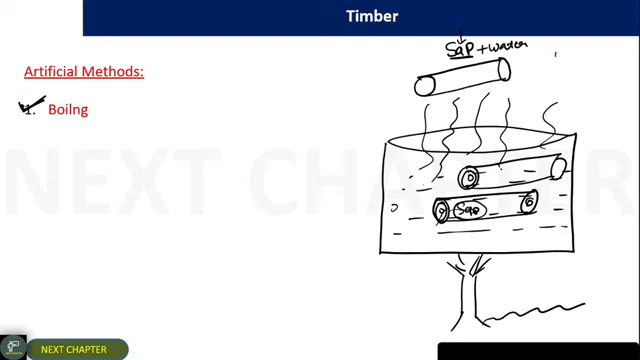 Timber
Sap + water
Artificial Methods:
1. Boilng
NEXT CHAPTER
Sap
NEXT CHAPTER